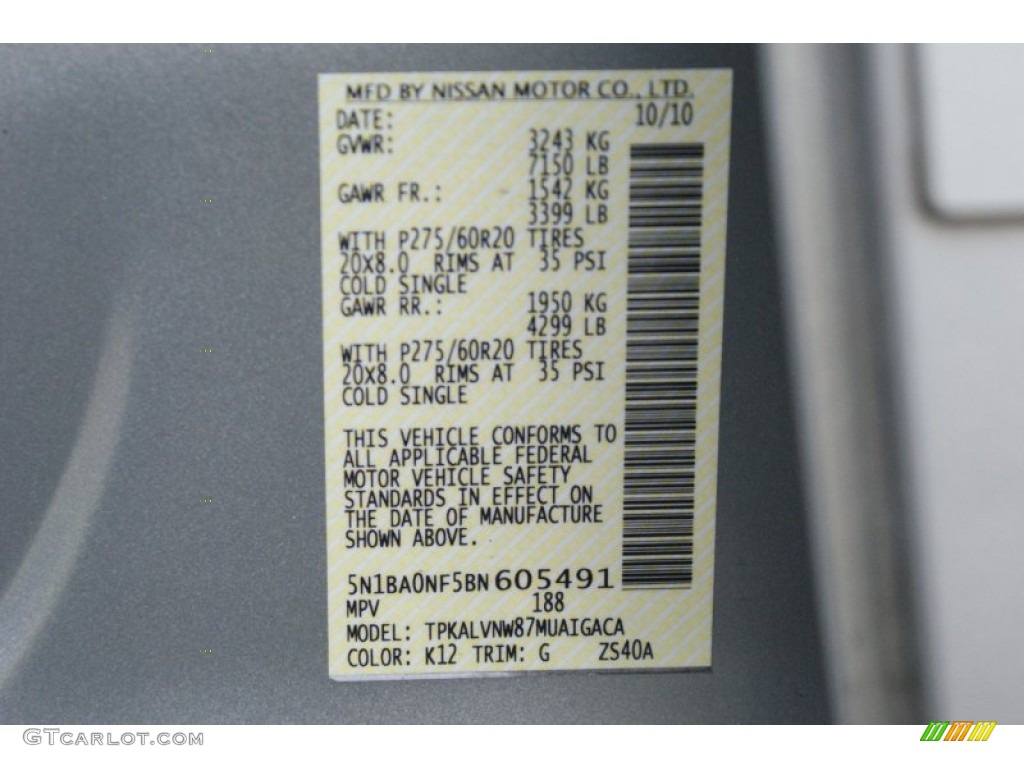 MFD BY NISSAN MOTOR CO., LTD.
DATE: 10/10
GVWR: 3243 KG
7150 LB
GAWR FR.: 1542 KG
3399 LB
WITH P275/60R20 TIRES
20X8.0 RIMS AT 35 PSI
COLD SINGLE
GAWR RR.: 1950 KG
4299 LB
WITH P275/60R20 TIRES
20X8.0 RIMS AT 35 PSI
COLD SINGLE
THIS VEHICLE CONFORMS TO
ALL APPLICABLE FEDERAL
MOTOR VEHICLE SAFETY
STANDARDS IN EFFECT ON
THE DATE OF MANUFACTURE
SHOWN ABOVE.
5N1BA0NF5BN605491
MPV 188
MODEL: TPKALVNW87MUAIGACA
COLOR: K12 TRIM: G ZS40A
GTCARLOT.COM